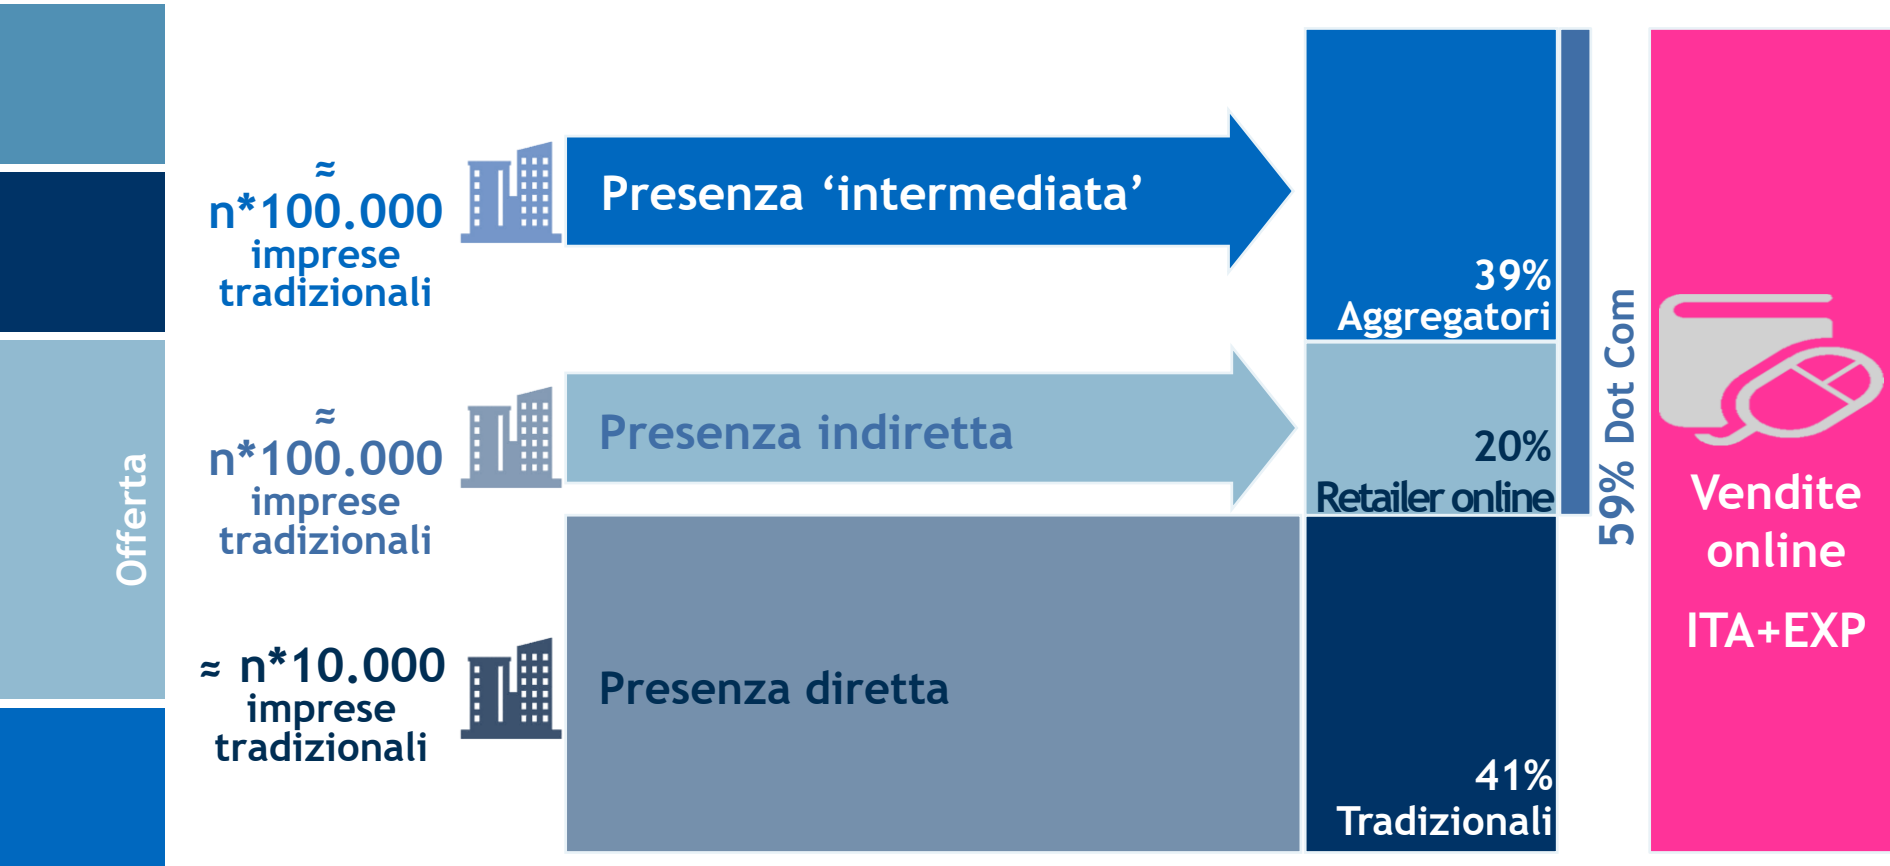 Offerta
≈
n*100.000
imprese
tradizionali
Presenza ‘intermediata’
39%
Aggregatori
≈
n*100.000
imprese
tradizionali
Presenza indiretta
20%
Retailer online
59% Dot Com
≈ n*10.000
imprese
tradizionali
Presenza diretta
41%
Tradizionali
Vendite
online
ITA+EXP